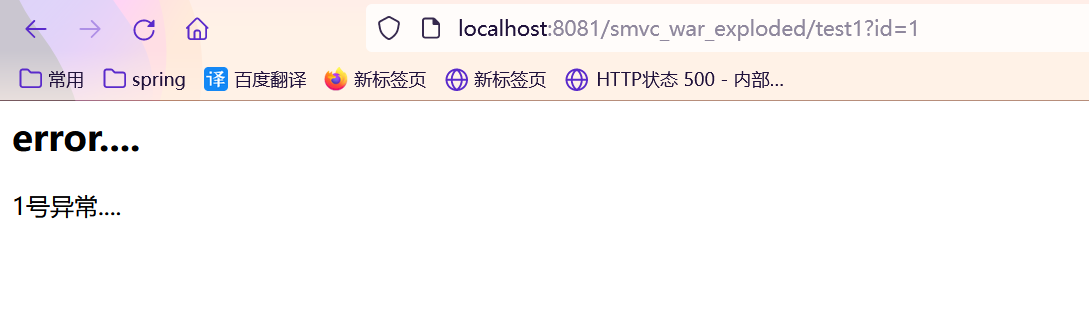 localhost:8081/smvc_war_exploded/test1?id=1
常用 spring 译 百度翻译 新标签页 新标签页 HTTP状态 500 - 内部...
error....
1号异常....